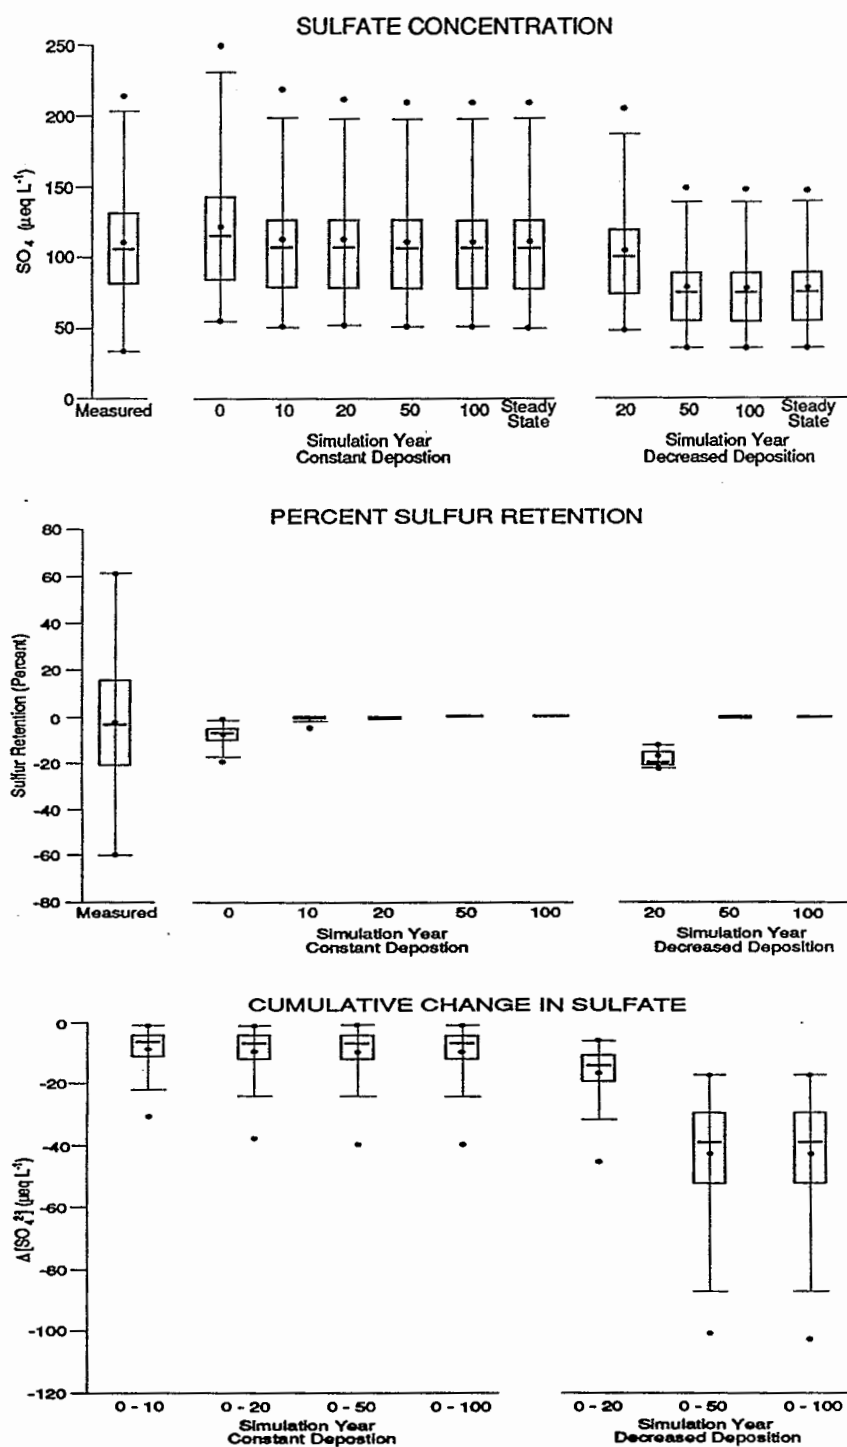 SULFATE CONCENTRATION
250
200
150
100
50
0
SO₄ (µeq L⁻¹)
Measured
0 10 20 50 100 Steady State
Simulation Year
Constant Depostion
20 50 100 Steady State
Simulation Year
Decreased Deposition
PERCENT SULFUR RETENTION
80
60
40
20
0
-20
-40
-60
-80
Sulfur Retention (Percent)
Measured
0 10 20 50 100
Simulation Year
Constant Depostion
20 50 100
Simulation Year
Decreased Deposition
CUMULATIVE CHANGE IN SULFATE
0
-20
-40
-60
-80
-100
-120
Δ[SO₄²⁻] (µeq L⁻¹)
0 - 10 0 - 20 0 - 50 0 - 100
Simulation Year
Constant Depostion
0 - 20 0 - 50 0 - 100
Simulation Year
Decreased Deposition